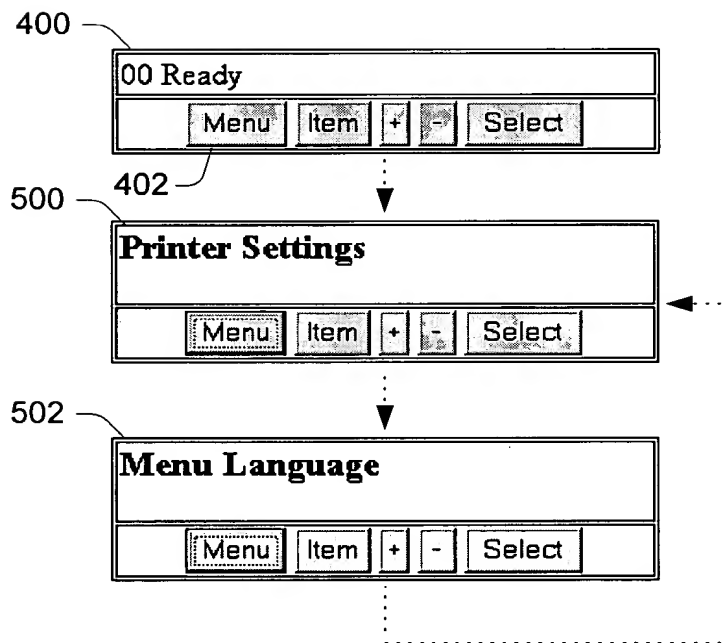 400
00 Ready
Menu Item + - Select
402
500
Printer Settings
Menu Item + - Select
502
Menu Language
Menu Item + - Select